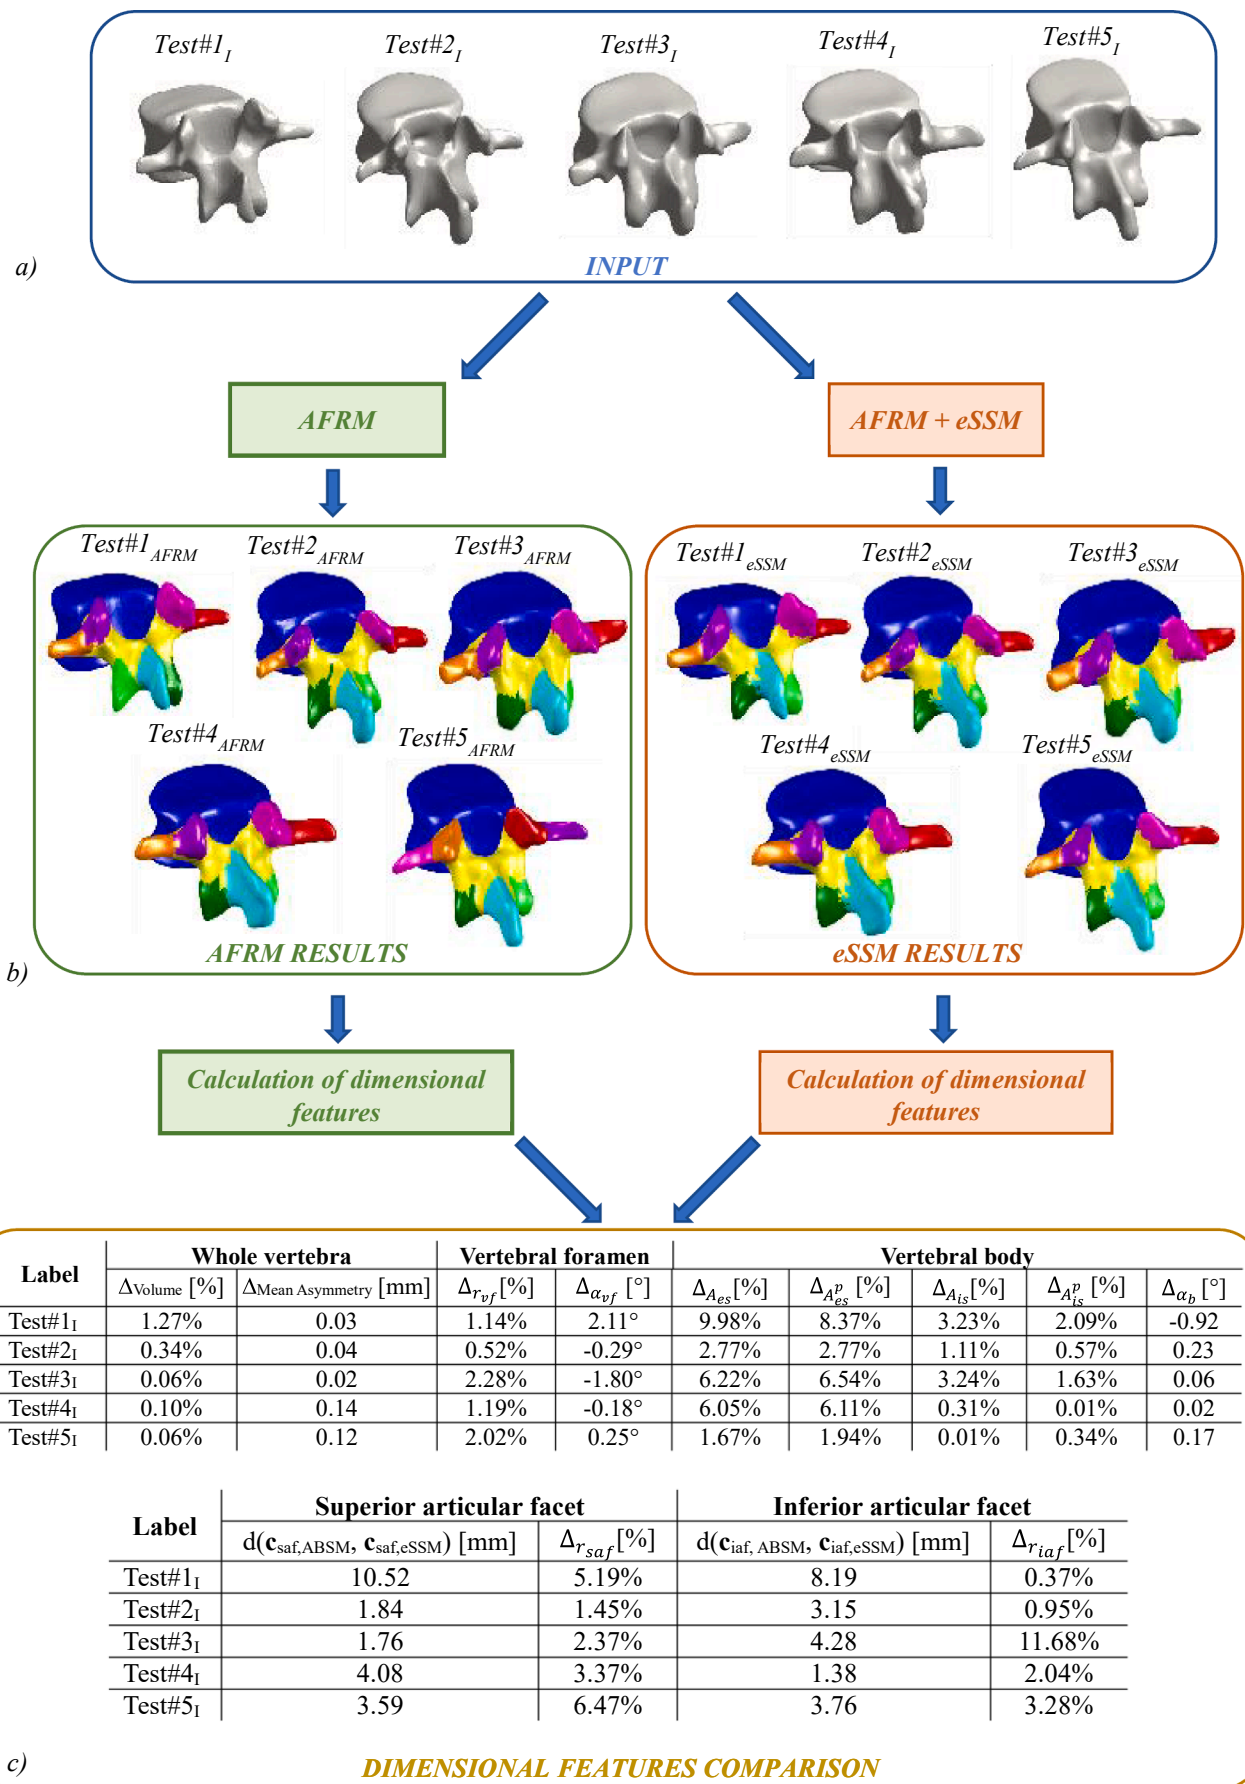 Test#1I Test#2I Test#3I Test#4I Test#5I
a)
INPUT
AFRM
AFRM + eSSM
Test#1AFRM Test#2AFRM Test#3AFRM
Test#4AFRM Test#5AFRM
AFRM RESULTS
Test#1eSSM Test#2eSSM Test#3eSSM
Test#4eSSM Test#5eSSM
eSSM RESULTS
b)
Calculation of dimensional
features
Calculation of dimensional
features
Label Whole vertebra Vertebral foramen Vertebral body
ΔVolume [%] ΔMean Asymmetry [mm] Δr_vf[%] Δα_vf [°] ΔA_es[%] ΔA_es^p [%] ΔA_is[%] ΔA_is^p [%] Δα_b [°]
Test#1I 1.27% 0.03 1.14% 2.11° 9.98% 8.37% 3.23% 2.09% -0.92
Test#2I 0.34% 0.04 0.52% -0.29° 2.77% 2.77% 1.11% 0.57% 0.23
Test#3I 0.06% 0.02 2.28% -1.80° 6.22% 6.54% 3.24% 1.63% 0.06
Test#4I 0.10% 0.14 1.19% -0.18° 6.05% 6.11% 0.31% 0.01% 0.02
Test#5I 0.06% 0.12 2.02% 0.25° 1.67% 1.94% 0.01% 0.34% 0.17
Label Superior articular facet Inferior articular facet
d(csaf,ABSM, csaf,eSSM) [mm] Δr_saf[%] d(ciaf, ABSM, ciaf,eSSM) [mm] Δr_iaf[%]
Test#1I 10.52 5.19% 8.19 0.37%
Test#2I 1.84 1.45% 3.15 0.95%
Test#3I 1.76 2.37% 4.28 11.68%
Test#4I 4.08 3.37% 1.38 2.04%
Test#5I 3.59 6.47% 3.76 3.28%
c)
DIMENSIONAL FEATURES COMPARISON